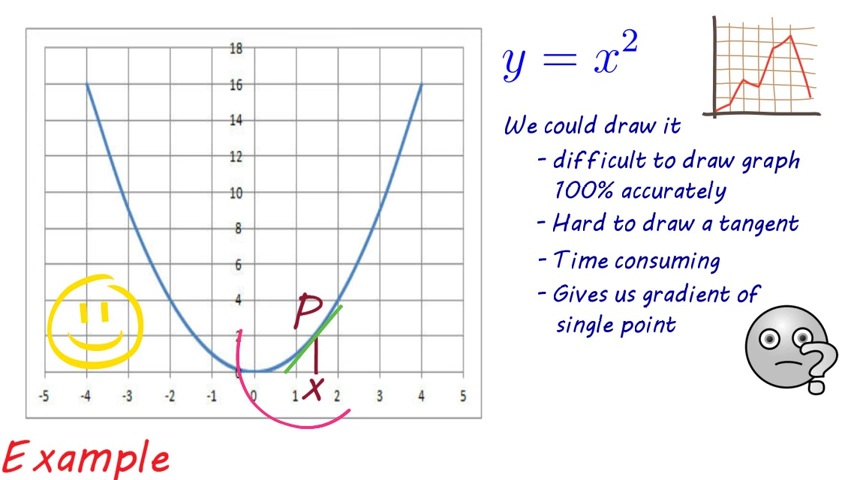 y = x²
We could draw it
- difficult to draw graph
100% accurately
- Hard to draw a tangent
- Time consuming
- Gives us gradient of
single point
18
16
14
12
10
8
6
4
2
P
-5 -4 -3 -2 -1 0 1 2 3 4 5
x
Example
?